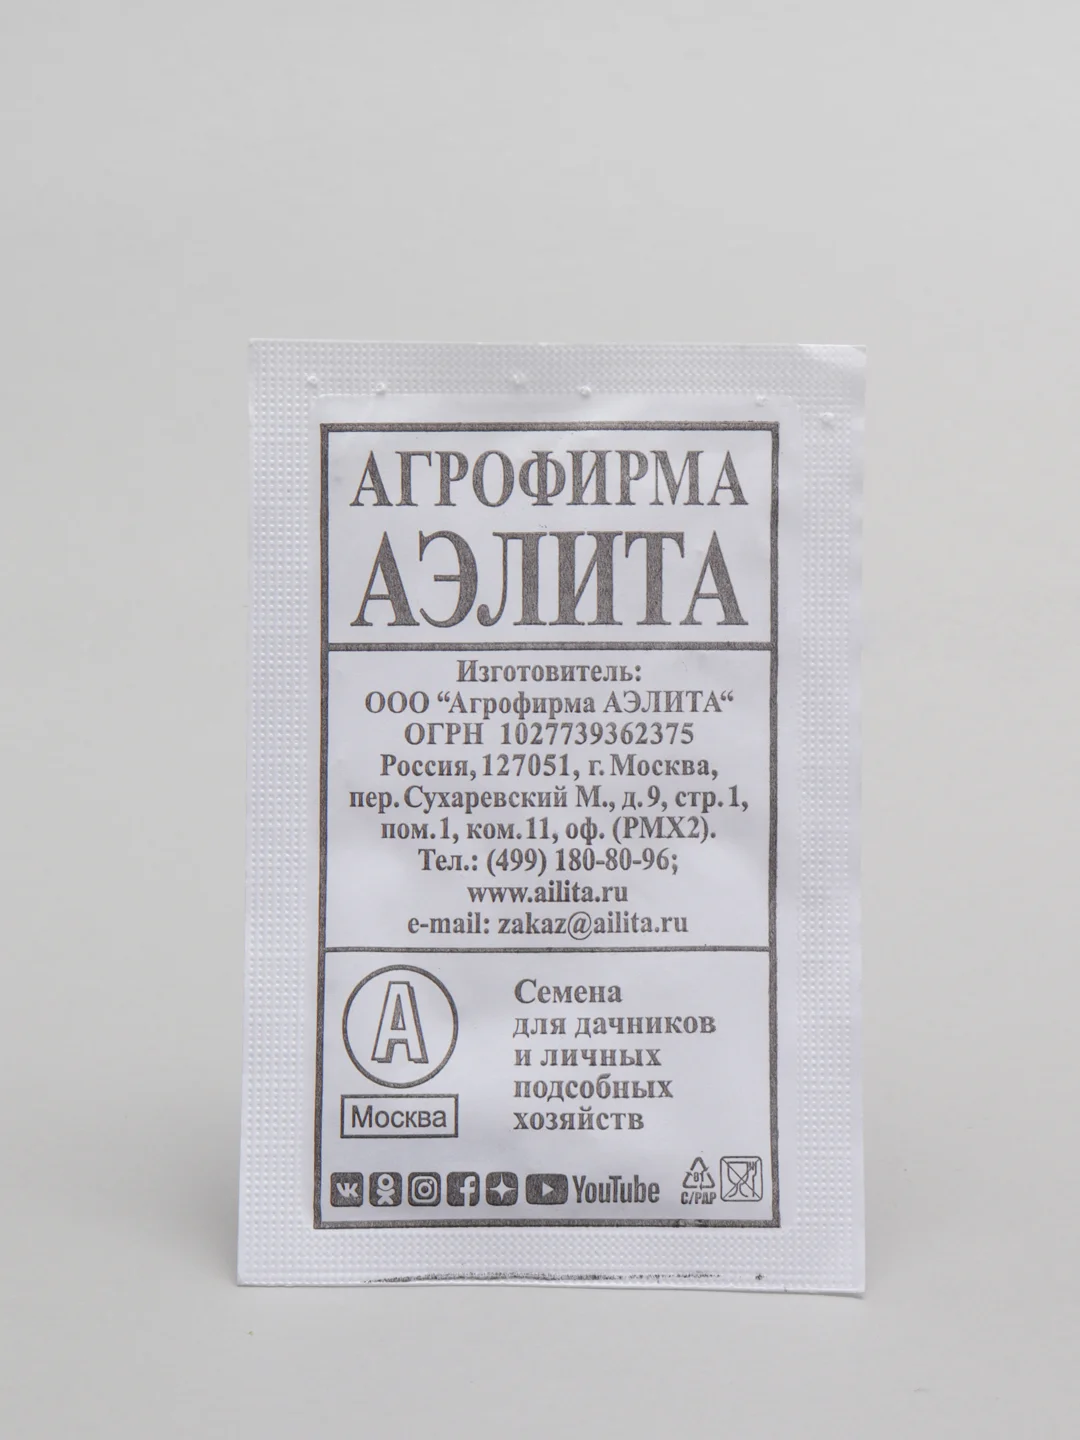 АГРОФИРМА
АЭЛИТА
Изготовитель:
ООО “Агрофирма АЭЛИТА“
ОГРН 1027739362375
Россия, 127051, г. Москва,
пер. Сухаревский М., д. 9, стр. 1,
пом. 1, ком. 11, оф. (РМХ2).
Тел.: (499) 180-80-96;
www.ailita.ru
e-mail: zakaz@ailita.ru
А
Москва
Семена
для дачников
и личных
подсобных
хозяйств
YouTube
81
C/PAP